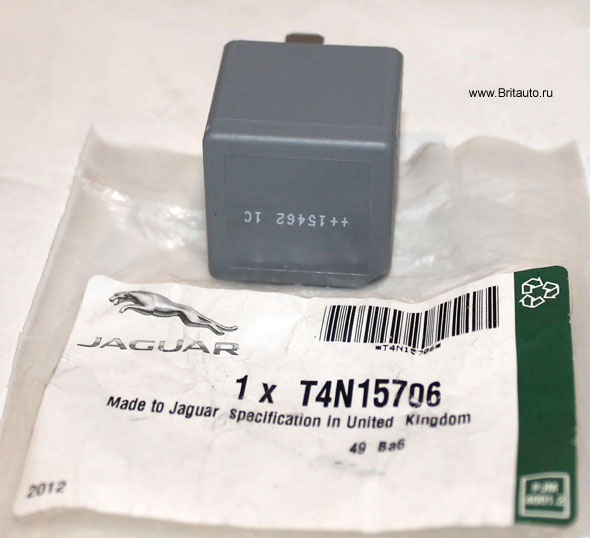 www.Britauto.ru
++15462 1C
JAGUAR
*T4N15706*
1 x T4N15706
Made to Jaguar specification in United Kingdom
49 Ba6
2012